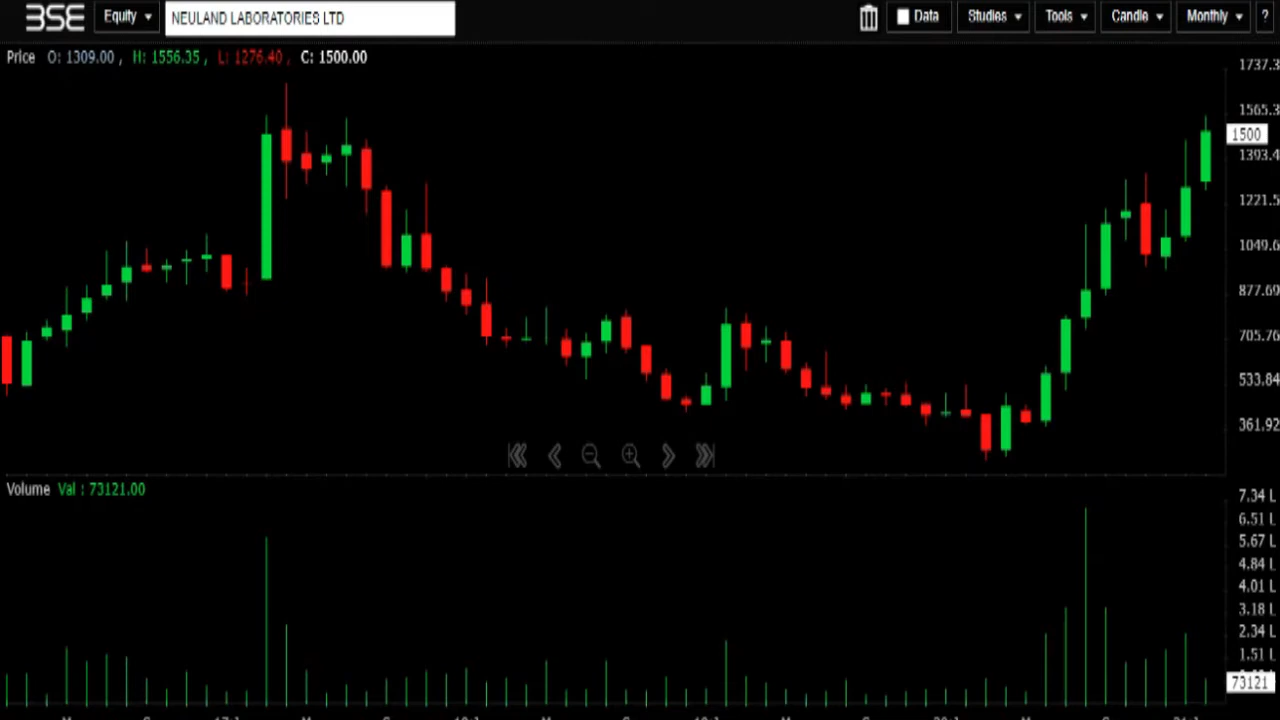 BSE Equity NEULAND LABORATORIES LTD Data Studies Tools Candle Monthly ?
Price O: 1309.00 , H: 1556.35 , L: 1276.40 , C: 1500.00
1737.3
1565.3
1500
1393.4
1221.5
1049.6
877.69
705.76
533.84
361.92
Volume Val : 73121.00
7.34 L
6.51 L
5.67 L
4.84 L
4.01 L
3.18 L
2.34 L
1.51 L
73121